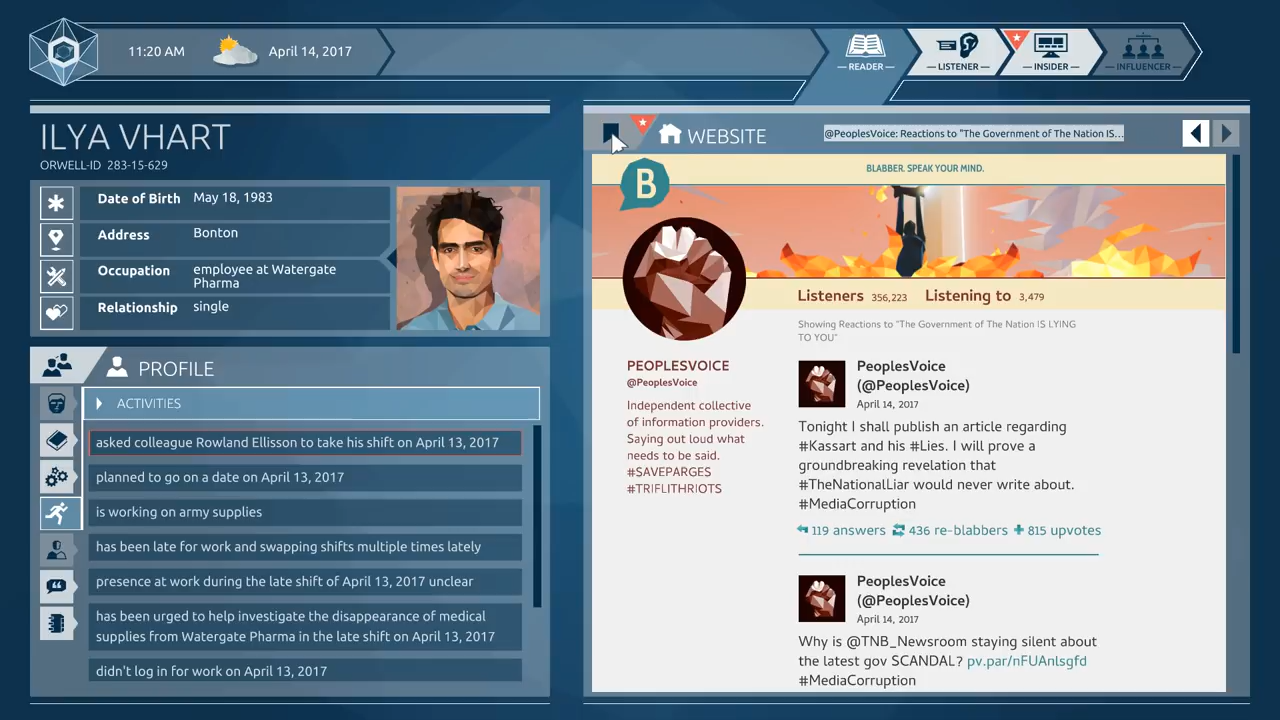 11:20 AM
April 14, 2017
READER
LISTENER
INSIDER
INFLUENCER
ILYA VHART
ORWELL-ID 283-15-629
Date of Birth May 18, 1983
Address Bonton
Occupation employee at Watergate
Pharma
Relationship single
PROFILE
ACTIVITIES
asked colleague Rowland Ellisson to take his shift on April 13, 2017
planned to go on a date on April 13, 2017
is working on army supplies
has been late for work and swapping shifts multiple times lately
presence at work during the late shift of April 13, 2017 unclear
has been urged to help investigate the disappearance of medical
supplies from Watergate Pharma in the late shift on April 13, 2017
didn't log in for work on April 13, 2017
WEBSITE
@PeoplesVoice: Reactions to "The Government of The Nation IS...
BLABBER. SPEAK YOUR MIND.
B
Listeners 356,223 Listening to 3,479
Showing Reactions to "The Government of The Nation IS LYING
TO YOU"
PEOPLESVOICE
@PeoplesVoice
Independent collective
of information providers.
Saying out loud what
needs to be said.
#SAVEPARGES
#TRIFLITHRIOTS
PeoplesVoice
(@PeoplesVoice)
April 14, 2017
Tonight I shall publish an article regarding
#Kassart and his #Lies. I will prove a
groundbreaking revelation that
#TheNationalLiar would never write about.
#MediaCorruption
119 answers 436 re-blabbers 815 upvotes
PeoplesVoice
(@PeoplesVoice)
April 14, 2017
Why is @TNB_Newsroom staying silent about
the latest gov SCANDAL? pv.par/nFUAnlsgfd
#MediaCorruption